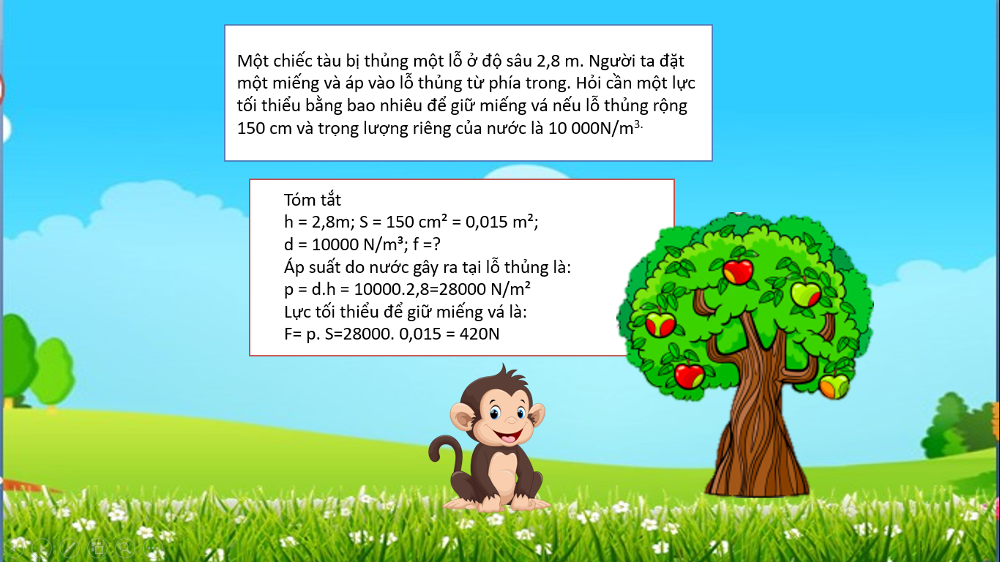 Một chiếc tàu bị thủng một lỗ ở độ sâu 2,8 m. Người ta đặt
một miếng và áp vào lỗ thủng từ phía trong. Hỏi cần một lực
tối thiểu bằng bao nhiêu để giữ miếng vá nếu lỗ thủng rộng
150 cm và trọng lượng riêng của nước là 10 000N/m³·
Tóm tắt
h = 2,8m; S = 150 cm² = 0,015 m²;
d = 10000 N/m³; f =?
Áp suất do nước gây ra tại lỗ thủng là:
p = d.h = 10000.2,8=28000 N/m²
Lực tối thiểu để giữ miếng vá là:
F= p. S=28000. 0,015 = 420N